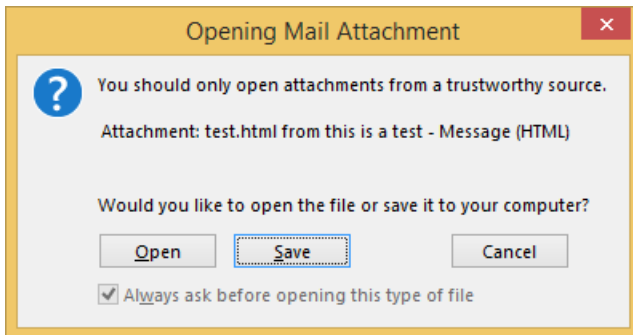 Opening Mail Attachment
You should only open attachments from a trustworthy source.
Attachment: test.html from this is a test - Message (HTML)
Would you like to open the file or save it to your computer?
Open Save Cancel
Always ask before opening this type of file